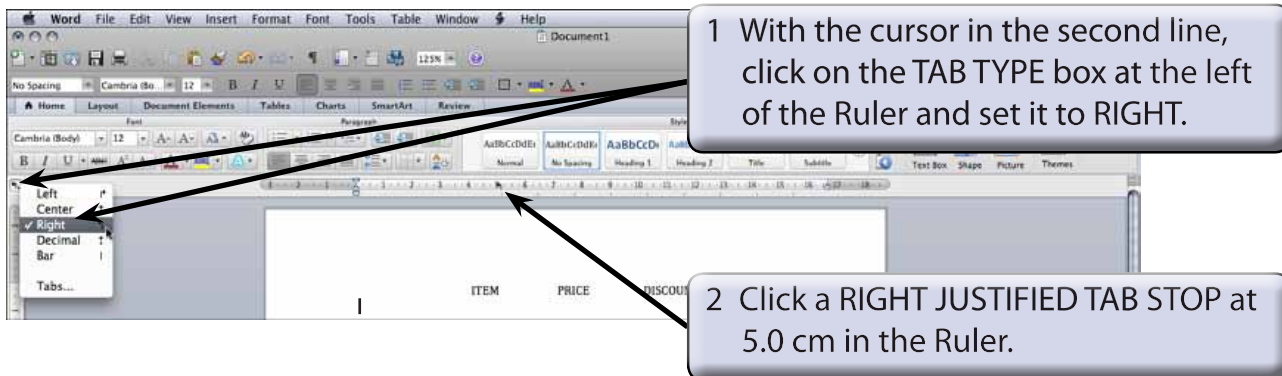 Word File Edit View Insert Format Font Tools Table Window Help
Document1
125%
No Spacing Cambria (Bo... 12 B I U
Home Layout Document Elements Tables Charts SmartArt Review
Font Paragraph Style
Cambria (Body) 12 A A
B I U
AaBbCcDdEe AaBbCcDdEe AaBbCcDc
Normal No Spacing Heading 1 Heading 2 Title Subtitle
Text Box Shape Picture Themes
Left
Center
✓ Right
Decimal
Bar
Tabs...
ITEM PRICE
1 With the cursor in the second line,
click on the TAB TYPE box at the left
of the Ruler and set it to RIGHT.
2 Click a RIGHT JUSTIFIED TAB STOP at
5.0 cm in the Ruler.